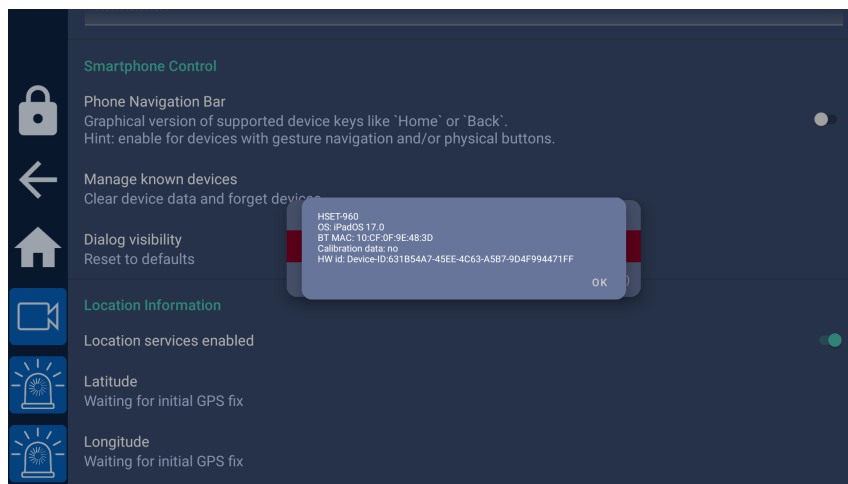 Smartphone Control
Phone Navigation Bar
Graphical version of supported device keys like `Home` or `Back`.
Hint: enable for devices with gesture navigation and/or physical buttons.
Manage known devices
Clear device data and forget devices
HSET-960
OS: iPadOS 17.0
BT MAC: 10:CF:0F:9E:48:3D
Calibration data: no
HW id: Device-ID:631B54A7-45EE-4C63-A5B7-9D4F994471FF
OK
Dialog visibility
Reset to defaults
Location Information
Location services enabled
Latitude
Waiting for initial GPS fix
Longitude
Waiting for initial GPS fix